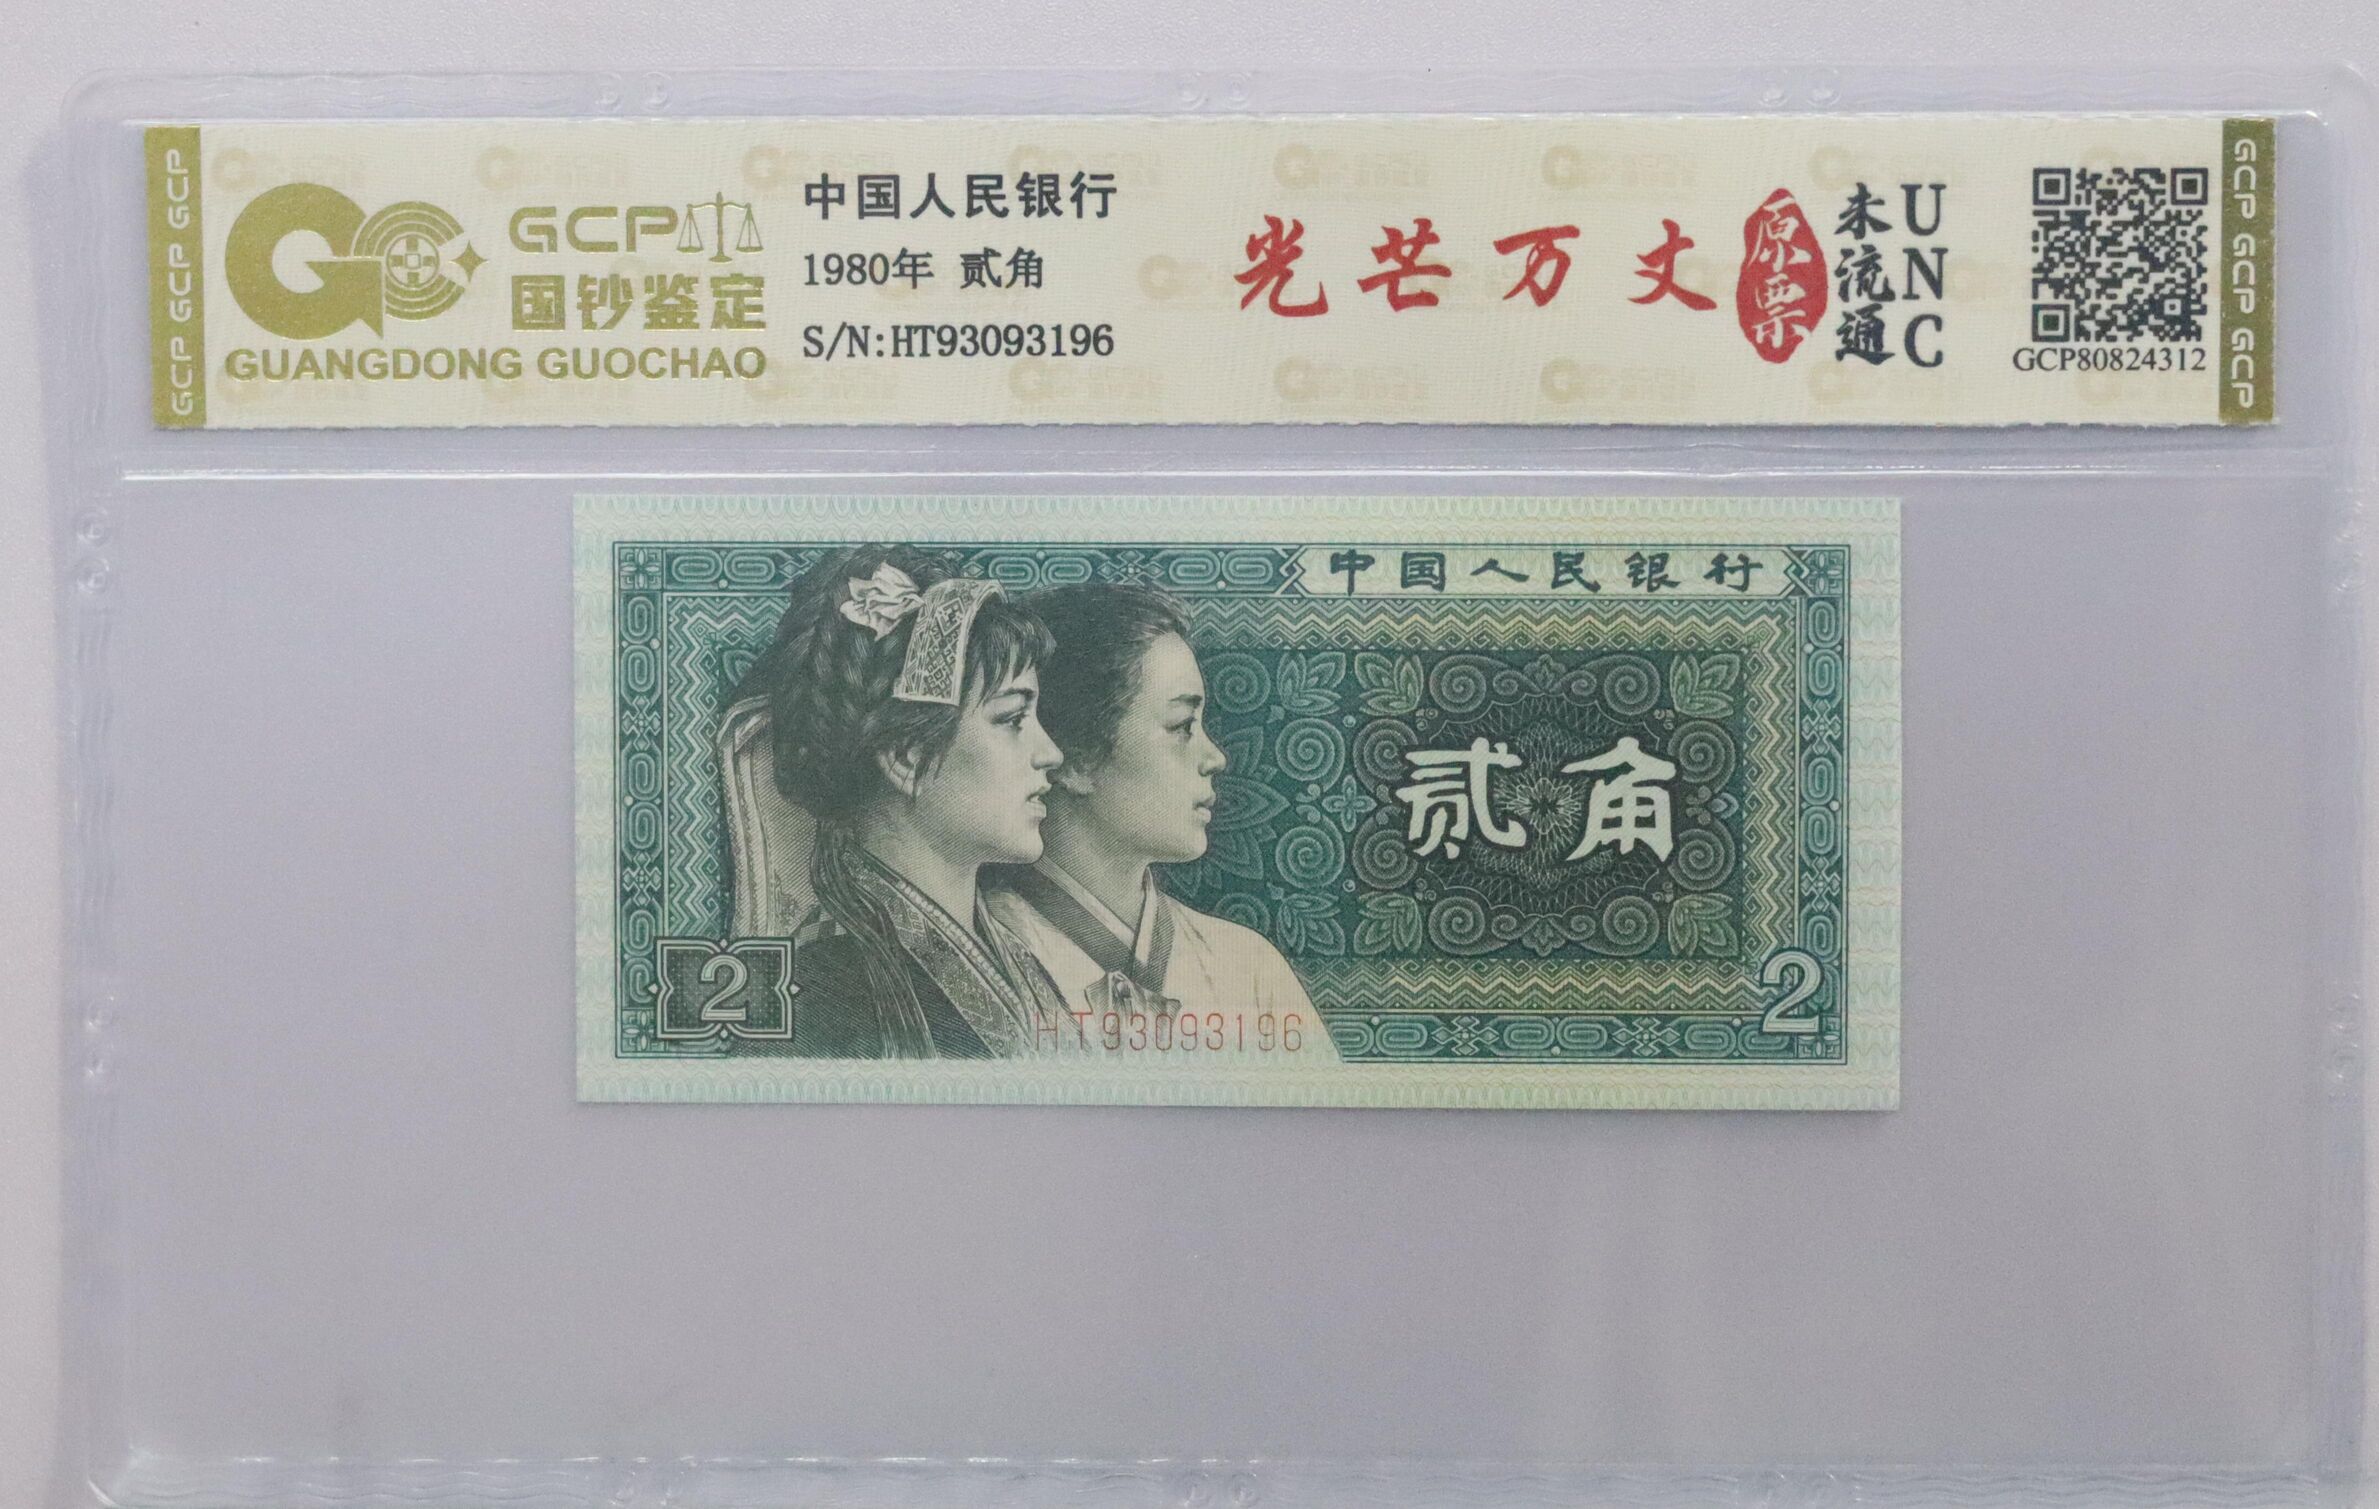 GCP GCP GCP
GCP
国钞鉴定
GUANGDONG GUOCHAO
中国人民银行
1980年 贰角
S/N:HT93093196
光芒万丈
原票
未流通
UNC
GCP80824312
GCP GCP GCP
中国人民银行
贰角
2
2
HT93093196